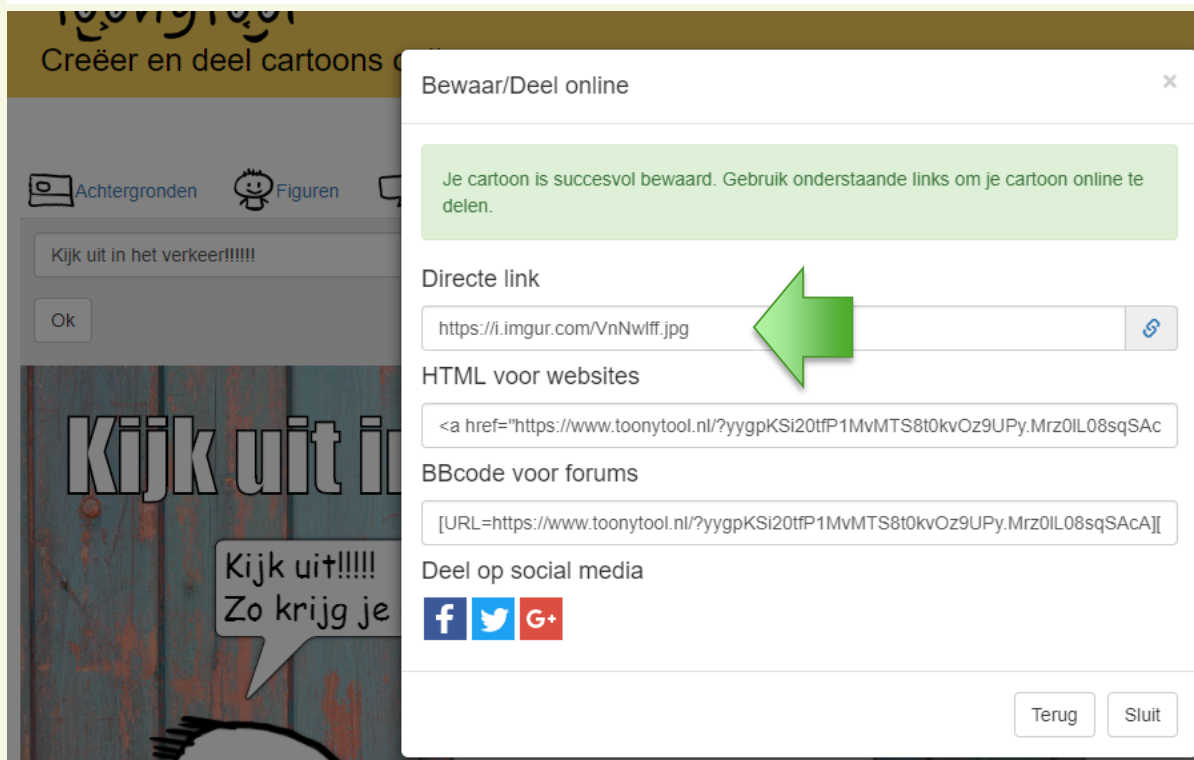 Creëer en deel cartoons
Bewaar/Deel online
×
Achtergronden
Figuren
Je cartoon is succesvol bewaard. Gebruik onderstaande links om je cartoon online te
delen.
Kijk uit in het verkeer!!!!!!
Ok
Directe link
https://i.imgur.com/VnNwlff.jpg
HTML voor websites
<a href="https://www.toonytool.nl/?yygpKSi20tfP1MvMTS8t0kvOz9UPy.Mrz0lL08sqSAc
BBcode voor forums
[URL=https://www.toonytool.nl/?yygpKSi20tfP1MvMTS8t0kvOz9UPy.Mrz0lL08sqSAcA][
Deel op social media
f
G+
Kijk uit i
Kijk uit!!!!!
Zo krijg je
Terug
Sluit